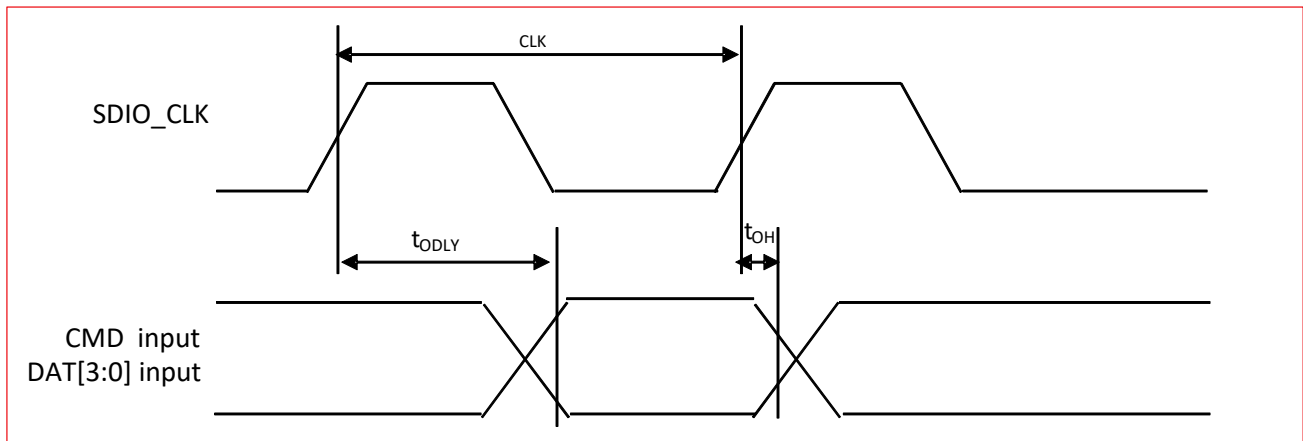 CLK
SDIO_CLK
tODLY
tOH
CMD input
DAT[3:0] input